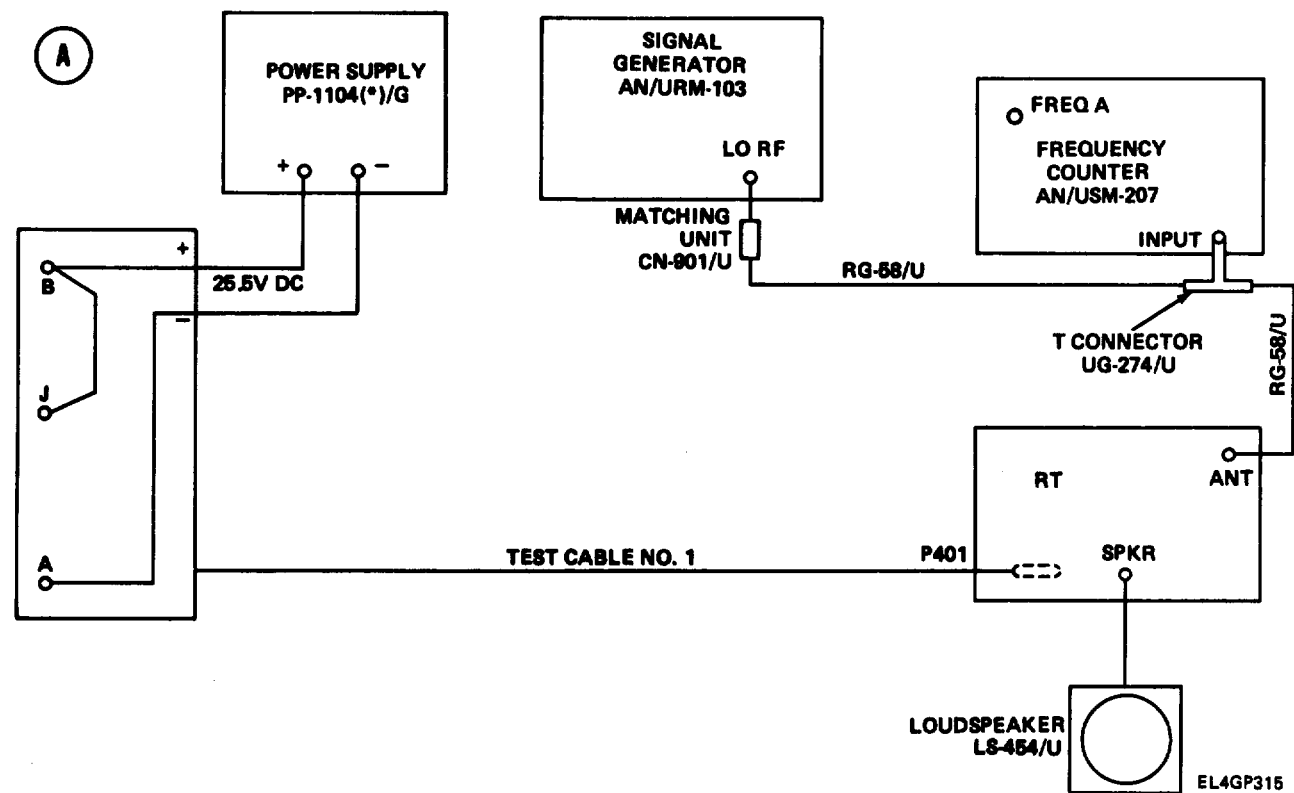 A
POWER SUPPLY
PP-1104(*)/G
+
−
SIGNAL
GENERATOR
AN/URM-103
LO RF
FREQ A
FREQUENCY
COUNTER
AN/USM-207
INPUT
MATCHING
UNIT
CN-901/U
RG-58/U
T CONNECTOR
UG-274/U
RG-58/U
+
B
25.5V DC
−
J
A
TEST CABLE NO. 1
P401
RT
ANT
SPKR
LOUDSPEAKER
LS-454/U
EL4GP315